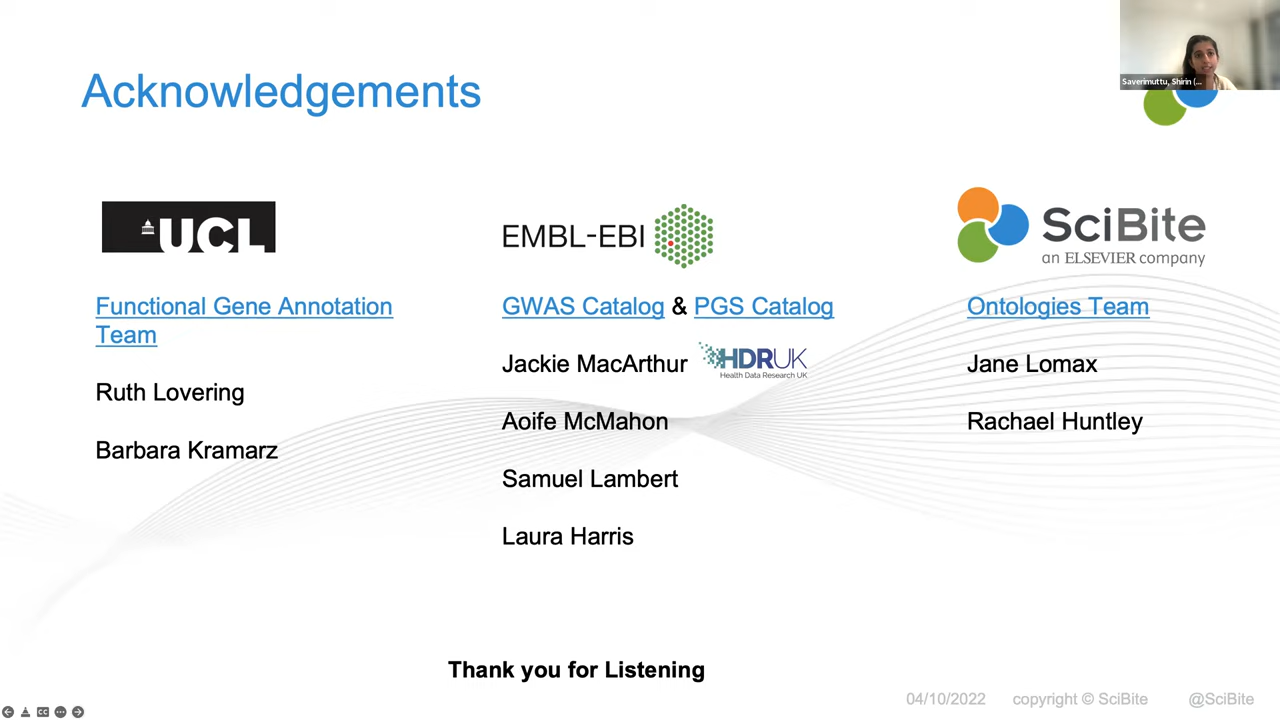 Saverimuttu, Shirin (...
Acknowledgements
UCL
Functional Gene Annotation
Team
Ruth Lovering
Barbara Kramarz
EMBL-EBI
GWAS Catalog & PGS Catalog
Jackie MacArthur
HDRUK
Health Data Research UK
Aoife McMahon
Samuel Lambert
Laura Harris
SciBite
an ELSEVIER company
Ontologies Team
Jane Lomax
Rachael Huntley
Thank you for Listening
04/10/2022 copyright © SciBite @SciBite
CC